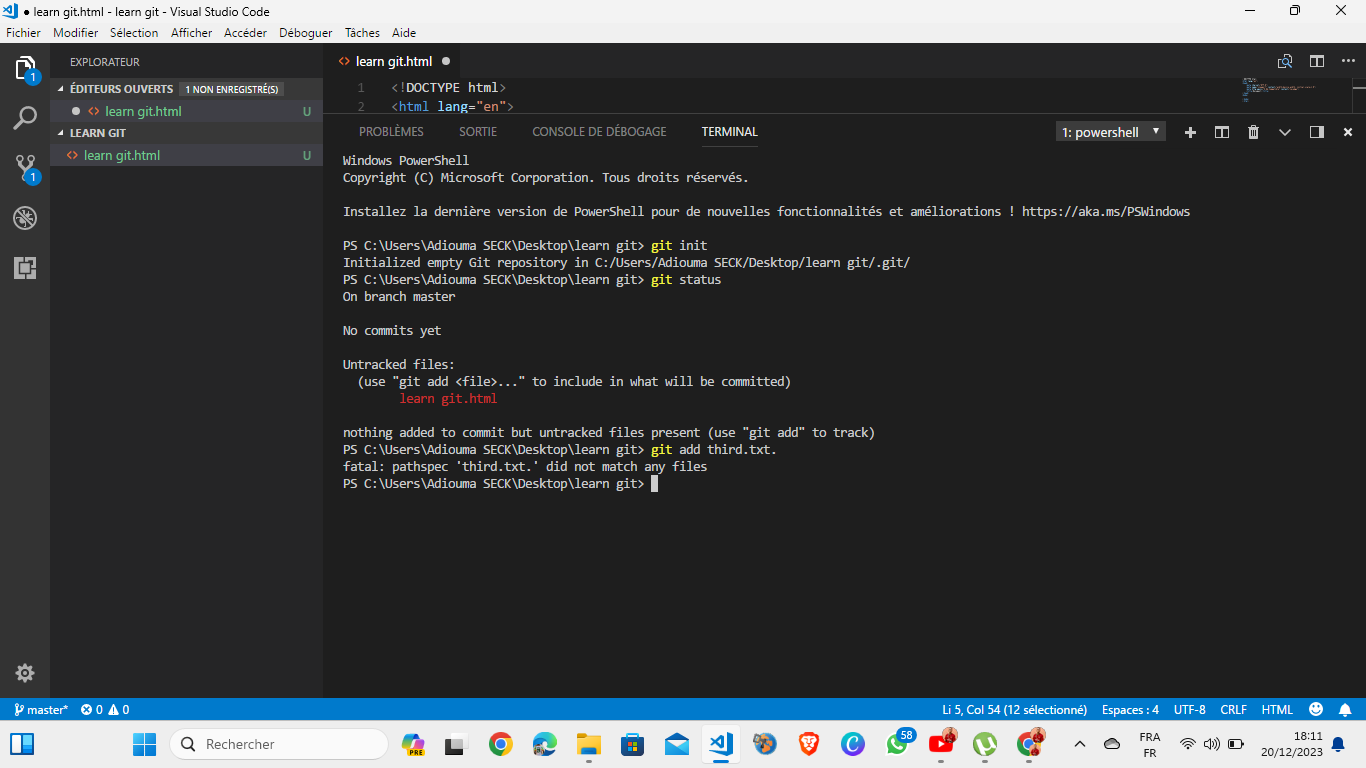 ● learn git.html - learn git - Visual Studio Code
Fichier Modifier Sélection Afficher Accéder Déboguer Tâches Aide
1
1
EXPLORATEUR
ÉDITEURS OUVERTS 1 NON ENREGISTRÉ(S)
learn git.html U
LEARN GIT
learn git.html U
learn git.html
1 <!DOCTYPE html>
2 <html lang="en">
PROBLÈMES SORTIE CONSOLE DE DÉBOGAGE TERMINAL 1: powershell
Windows PowerShell
Copyright (C) Microsoft Corporation. Tous droits réservés.
Installez la dernière version de PowerShell pour de nouvelles fonctionnalités et améliorations ! https://aka.ms/PSWindows
PS C:\Users\Adiouma SECK\Desktop\learn git> git init
Initialized empty Git repository in C:/Users/Adiouma SECK/Desktop/learn git/.git/
PS C:\Users\Adiouma SECK\Desktop\learn git> git status
On branch master
No commits yet
Untracked files:
(use "git add <file>..." to include in what will be committed)
learn git.html
nothing added to commit but untracked files present (use "git add" to track)
PS C:\Users\Adiouma SECK\Desktop\learn git> git add third.txt.
fatal: pathspec 'third.txt.' did not match any files
PS C:\Users\Adiouma SECK\Desktop\learn git>
master* 0 0 Li 5, Col 54 (12 sélectionné) Espaces : 4 UTF-8 CRLF HTML
Rechercher
PRE
58
FRA
FR
18:11
20/12/2023